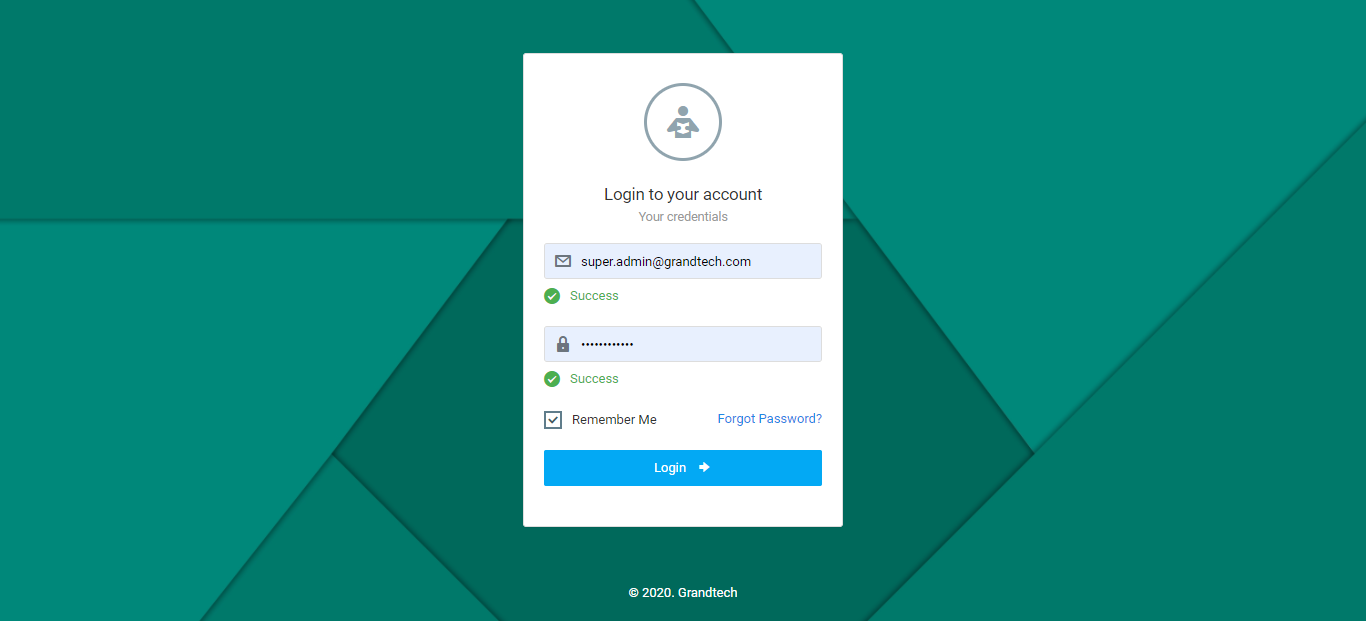 Login to your account
Your credentials
super.admin@grandtech.com
Success
••••••••••••
Success
Remember Me
Forgot Password?
Login
© 2020. Grandtech